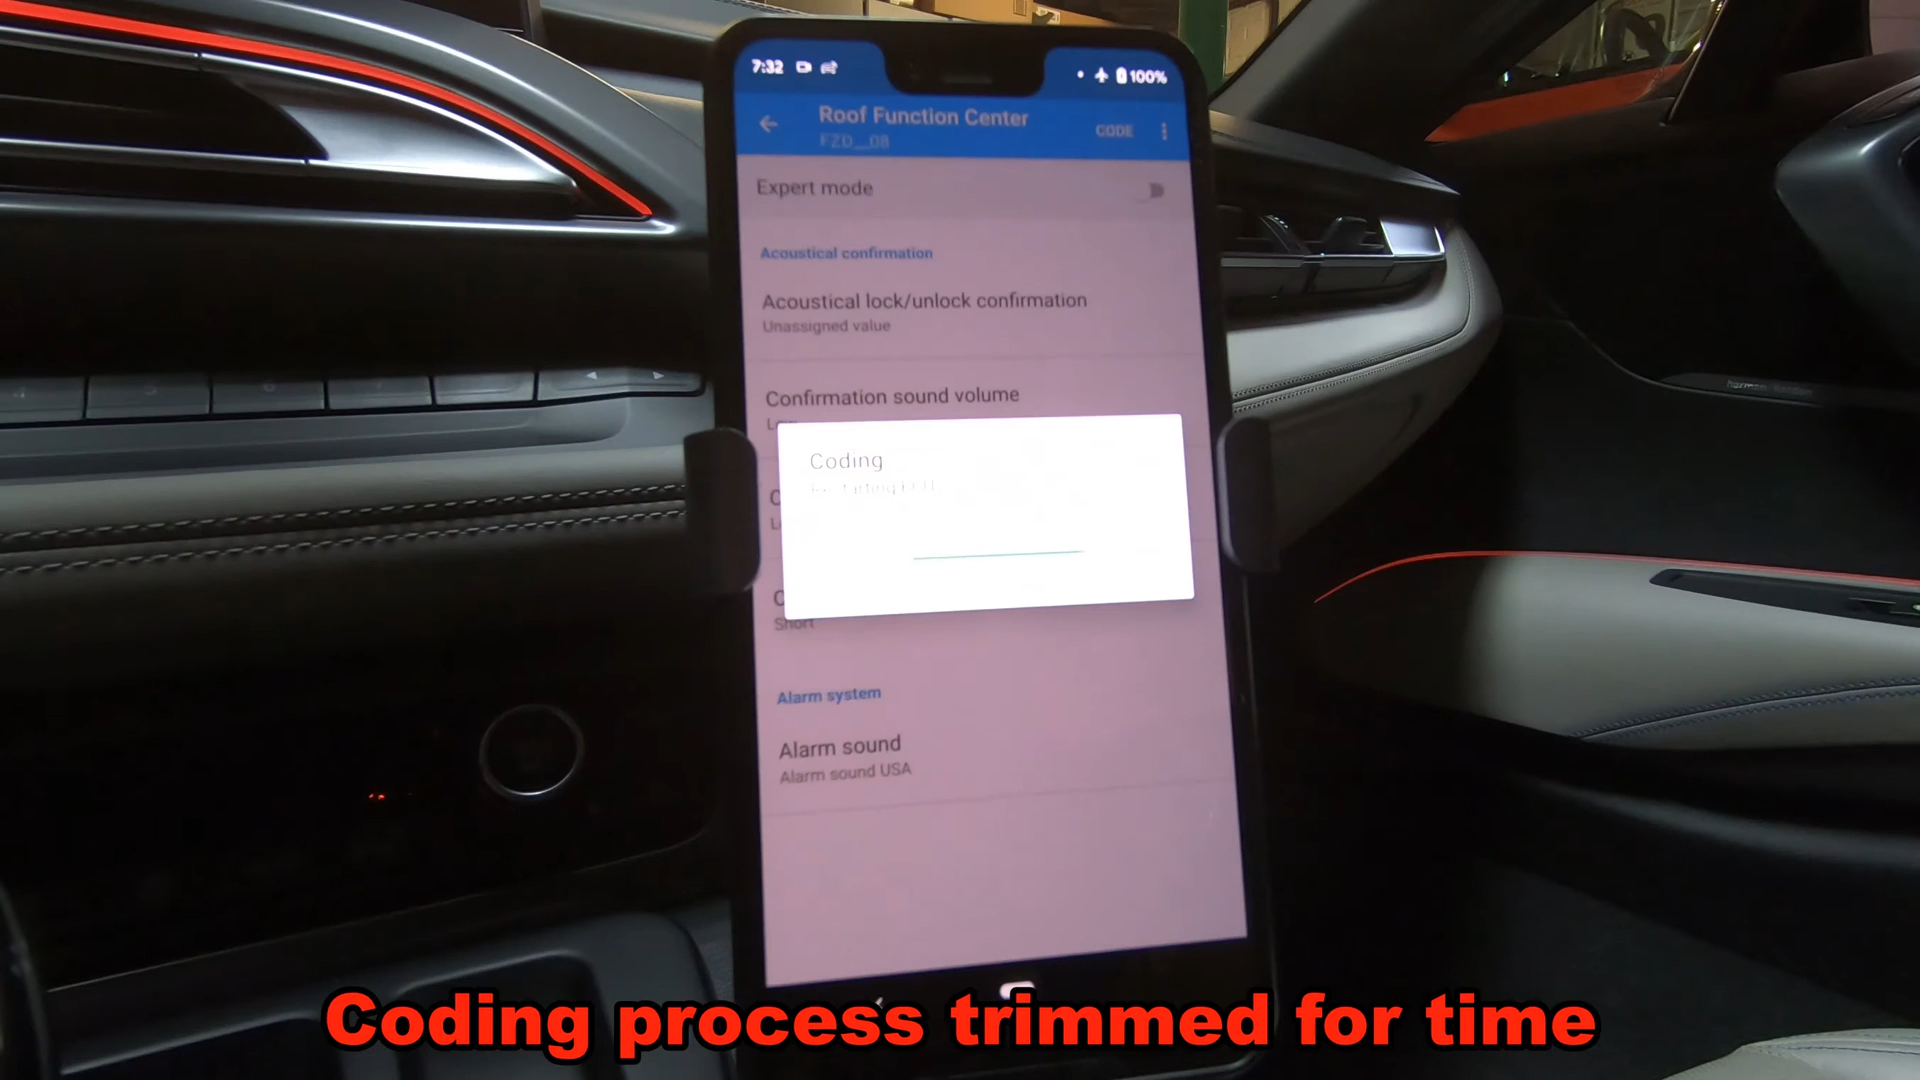 7:32
100%
Roof Function Center
FZD_08
CODE
Expert mode
Acoustical confirmation
Acoustical lock/unlock confirmation
Unassigned value
Confirmation sound volume
Coding
Short
Alarm system
Alarm sound
Alarm sound USA
Coding process trimmed for time